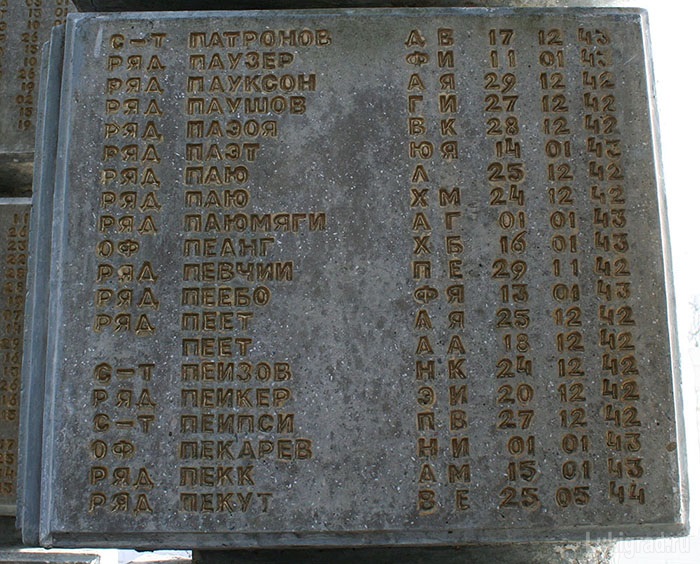 С-Т ПАТРОНОВ Д В 17 12 43
РЯД ПАУЗЕР Ф И 11 01 43
РЯД ПАУКСОН А Я 29 12 42
РЯД ПАУШОВ Г И 27 12 42
РЯД ПАЭОЯ В К 28 12 42
РЯД ПАЭТ Ю Я 14 01 43
РЯД ПАЮ Л 25 12 42
РЯД ПАЮ Х М 24 12 42
РЯД ПАЮМЯГИ А Г 01 01 43
ОФ ПЕАНГ Х Б 16 01 43
РЯД ПЕВЧИИ П Е 29 11 42
РЯД ПЕЕБО Ф Я 13 01 43
РЯД ПЕЕТ А Я 25 12 42
ПЕЕТ А А 18 12 42
С-Т ПЕИЗОВ Н К 24 12 42
РЯД ПЕИКЕР Э И 20 12 42
С-Т ПЕИПСИ П В 27 12 42
ОФ ПЕКАРЕВ Н И 01 01 43
РЯД ПЕКК А М 15 01 43
РЯД ПЕКУТ В Е 25 05 44